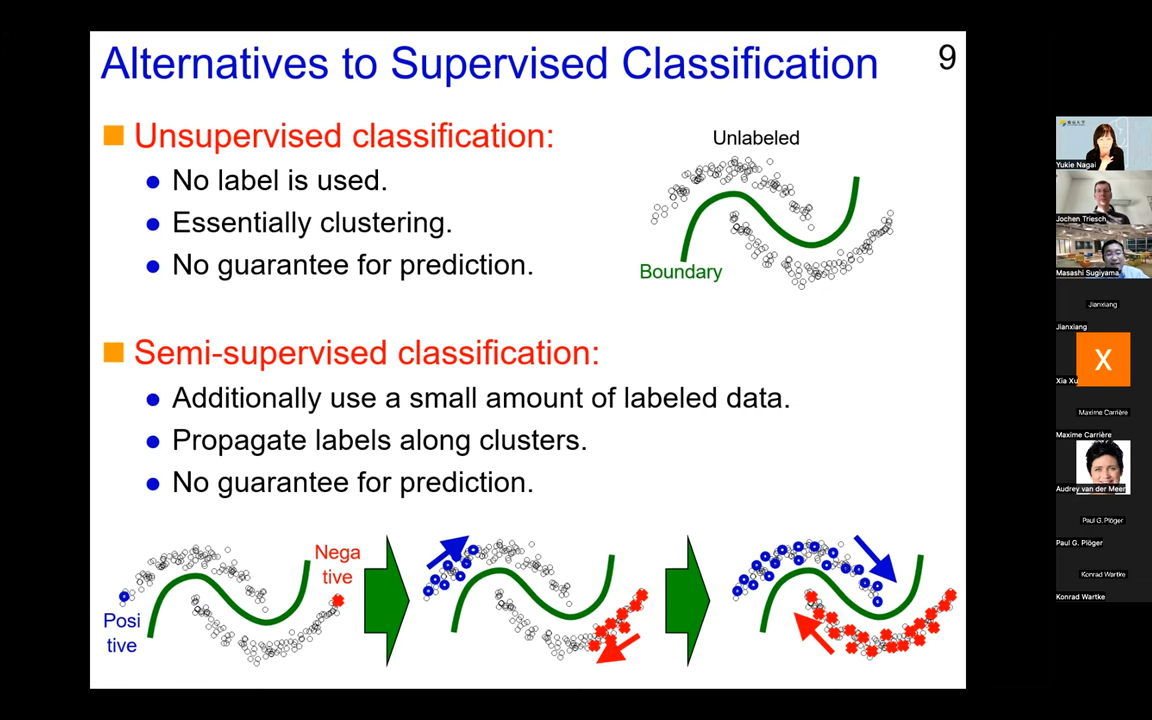 Alternatives to Supervised Classification
9
Unsupervised classification:
No label is used.
Essentially clustering.
No guarantee for prediction.
Unlabeled
Boundary
Semi-supervised classification:
Additionally use a small amount of labeled data.
Propagate labels along clusters.
No guarantee for prediction.
Nega
tive
Posi
tive
Yukie Nagai
Jochen Triesch,
Masashi Sugiyama,
Jianxiang
Jianxiang
X
Xia Xu
Maxime Carrière
Maxime Carrière
Audrey van der Meer
Paul G. Plöger
Paul G. Plöger
Konrad Wartke
Konrad Wartke